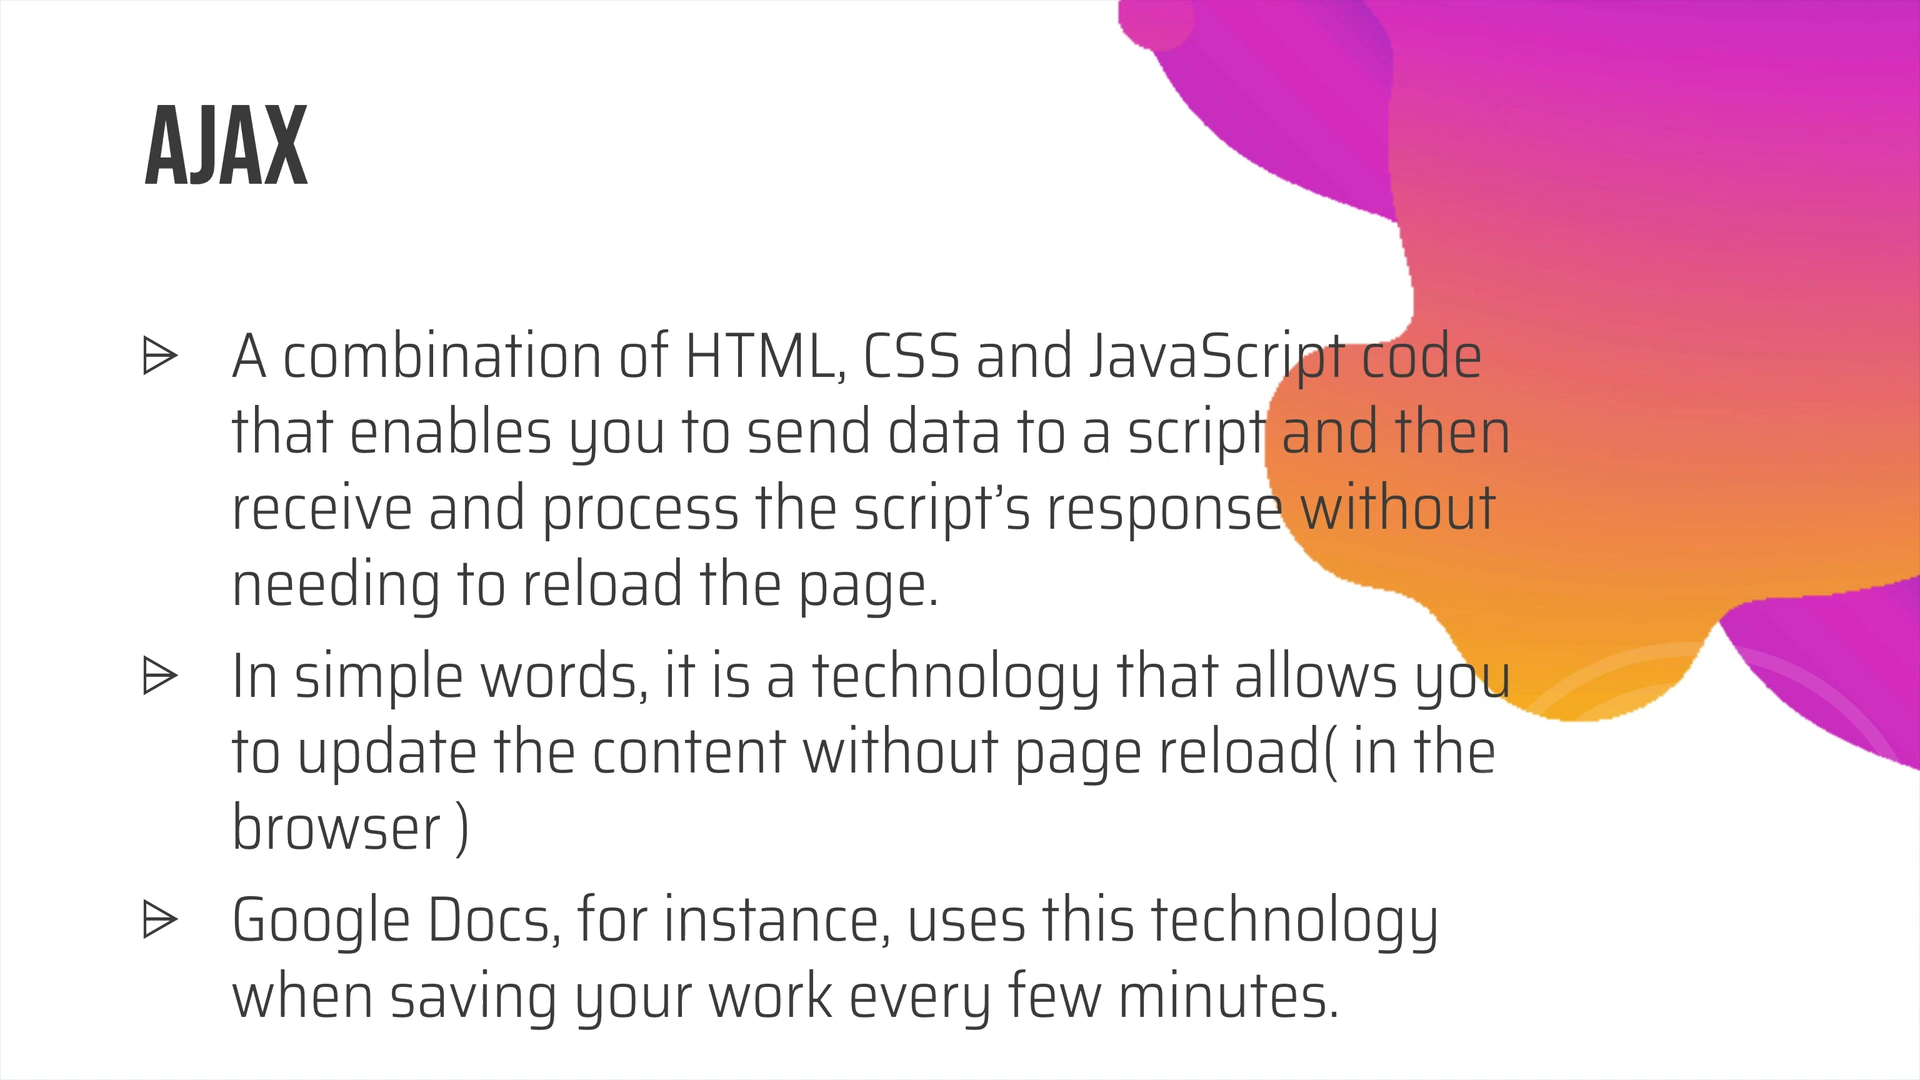 AJAX
A combination of HTML, CSS and JavaScript code
that enables you to send data to a script and then
receive and process the script’s response without
needing to reload the page.
In simple words, it is a technology that allows you
to update the content without page reload( in the
browser )
Google Docs, for instance, uses this technology
when saving your work every few minutes.